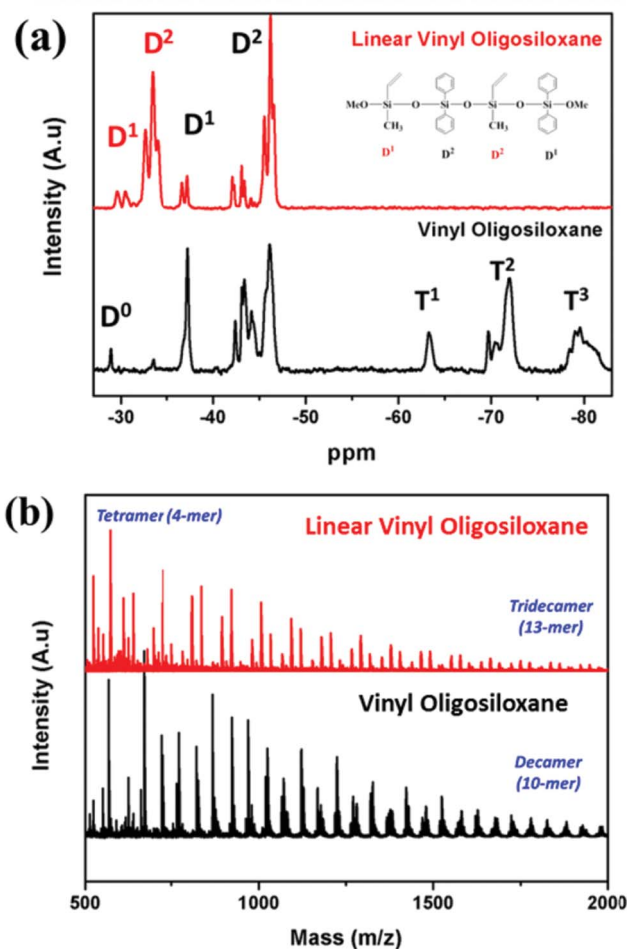 (a)
D² D² Linear Vinyl Oligosiloxane
D¹ D¹
MeO Si O Si O Si O Si OMe
CH₃ CH₃
D¹ D² D² D¹
Vinyl Oligosiloxane
D⁰ T¹ T² T³
Intensity (A.u)
-30 -40 -50 -60 -70 -80
ppm
(b)
Tetramer (4-mer) Linear Vinyl Oligosiloxane
Tridecamer
(13-mer)
Vinyl Oligosiloxane
Decamer
(10-mer)
Intensity (A.u)
500 1000 1500 2000
Mass (m/z)